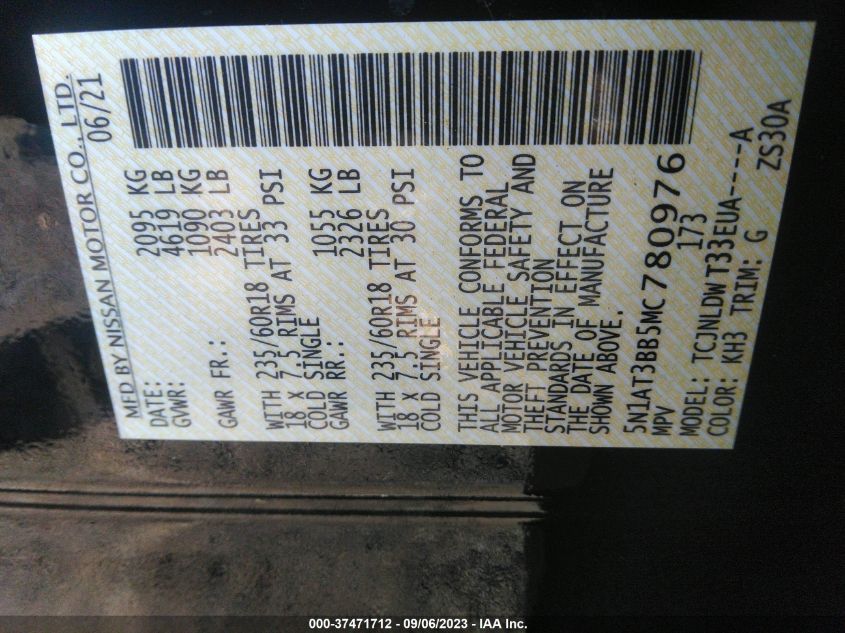 MFD BY NISSAN MOTOR CO., LTD.
DATE: 06/21
GVWR: 2095 KG
4619 LB
GAWR FR.: 1090 KG
2403 LB
WITH 235/60R18 TIRES
18 X 7.5 RIMS AT 33 PSI
COLD SINGLE
GAWR RR.: 1055 KG
2326 LB
WITH 235/60R18 TIRES
18 X 7.5 RIMS AT 30 PSI
COLD SINGLE
THIS VEHICLE CONFORMS TO
ALL APPLICABLE FEDERAL
MOTOR VEHICLE SAFETY AND
THEFT PREVENTION
STANDARDS IN EFFECT ON
THE DATE OF MANUFACTURE
SHOWN ABOVE.
5N1AT3BB5MC780976
MPV 173
MODEL: TCJNLDWT33EUA----A
COLOR: KH3 TRIM: G ZS30A
000-37471712 - 09/06/2023 - IAA Inc.